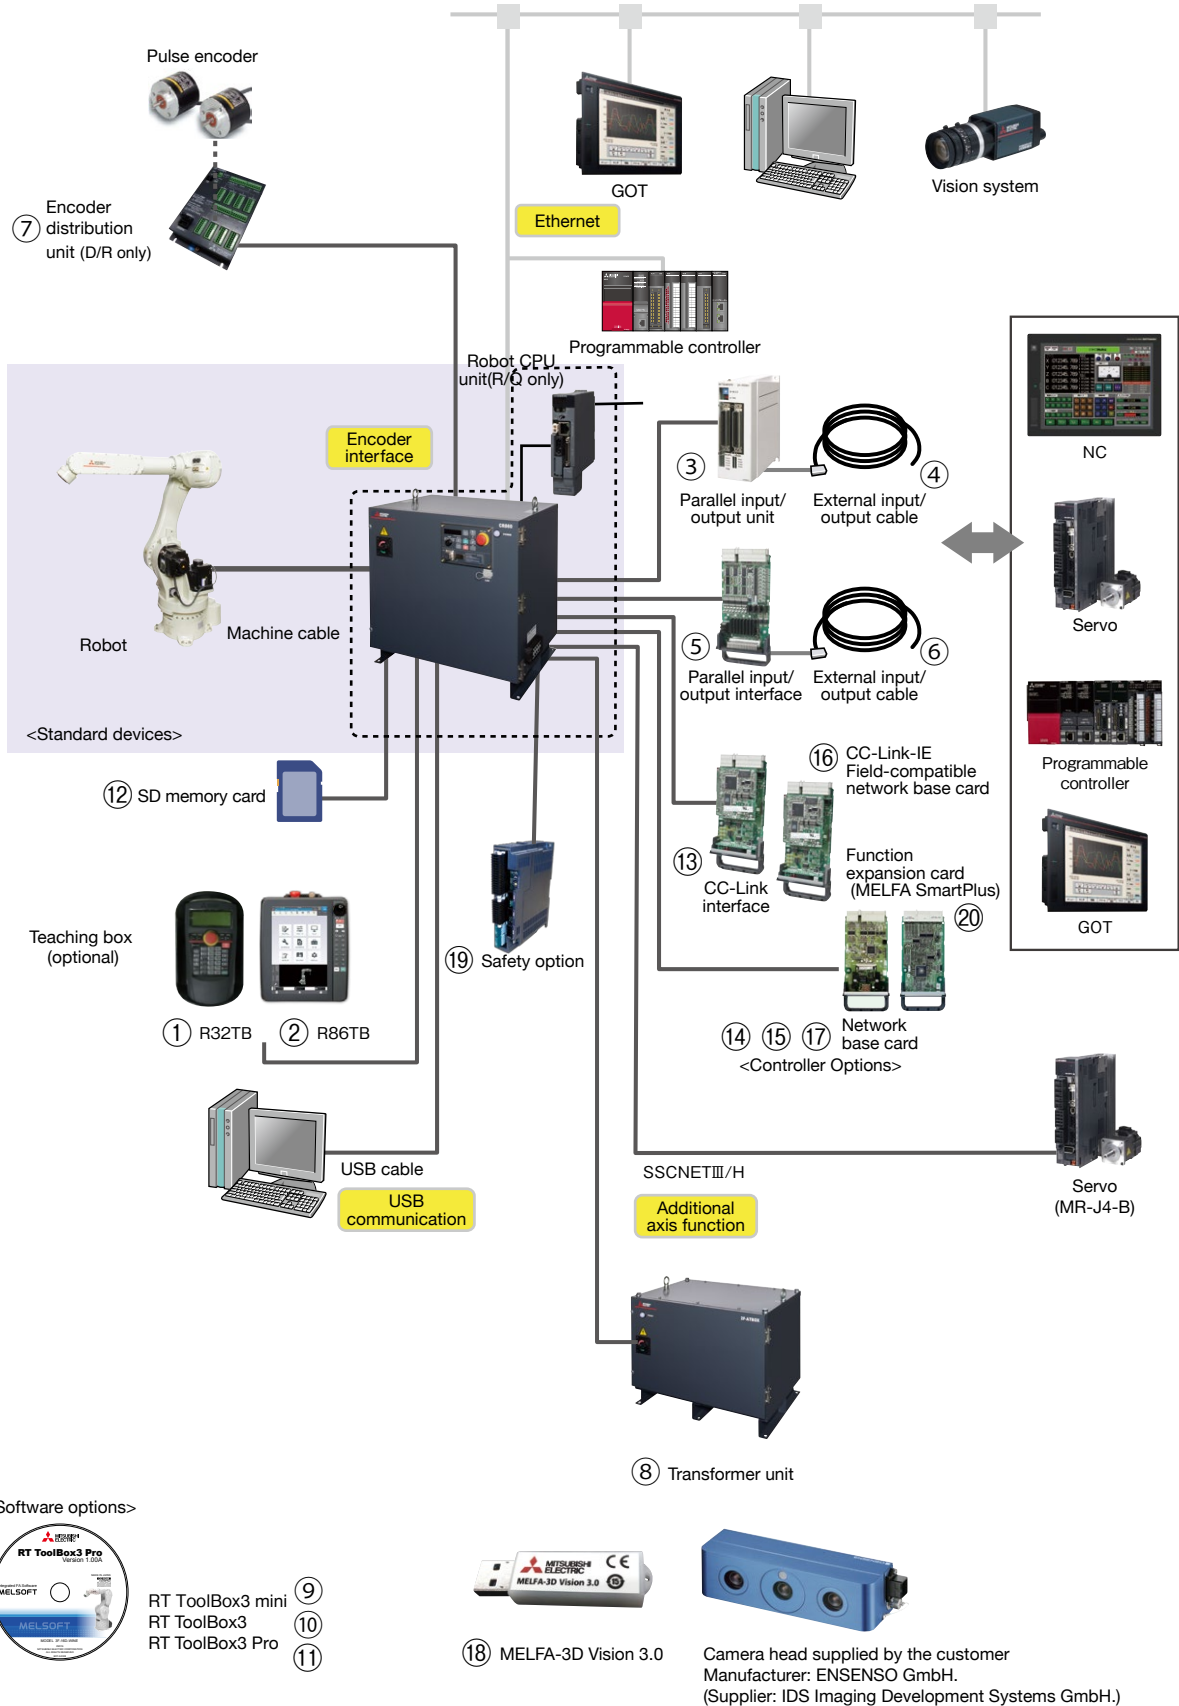 Pulse encoder
GOT
Vision system
⑦ Encoder
distribution
unit (D/R only)
Ethernet
Programmable controller
Robot CPU
unit(R/Q only)
Encoder
interface
③
Parallel input/
output unit
④
External input/
output cable
NC
Servo
Programmable
controller
GOT
Robot
Machine cable
<Standard devices>
⑤
Parallel input/
output interface
⑥
External input/
output cable
⑯ CC-Link-IE
Field-compatible
network base card
⑫ SD memory card
⑬
CC-Link
interface
Function
expansion card
(MELFA SmartPlus)
⑳
Teaching box
(optional)
⑲ Safety option
① R32TB
② R86TB
⑭ ⑮ ⑰ Network
base card
<Controller Options>
USB cable
USB
communication
SSCNETⅢ/H
Additional
axis function
Servo
(MR-J4-B)
⑧ Transformer unit
Software options>
MITSUBISHI
ELECTRIC
RT ToolBox3 Pro
Version 1.00A
MELSOFT
MELSOFT
RT ToolBox3 mini ⑨
RT ToolBox3 ⑩
RT ToolBox3 Pro ⑪
MITSUBISHI
ELECTRIC
CE
MELFA-3D Vision 3.0
⑱ MELFA-3D Vision 3.0
Camera head supplied by the customer
Manufacturer: ENSENSO GmbH.
(Supplier: IDS Imaging Development Systems GmbH.)